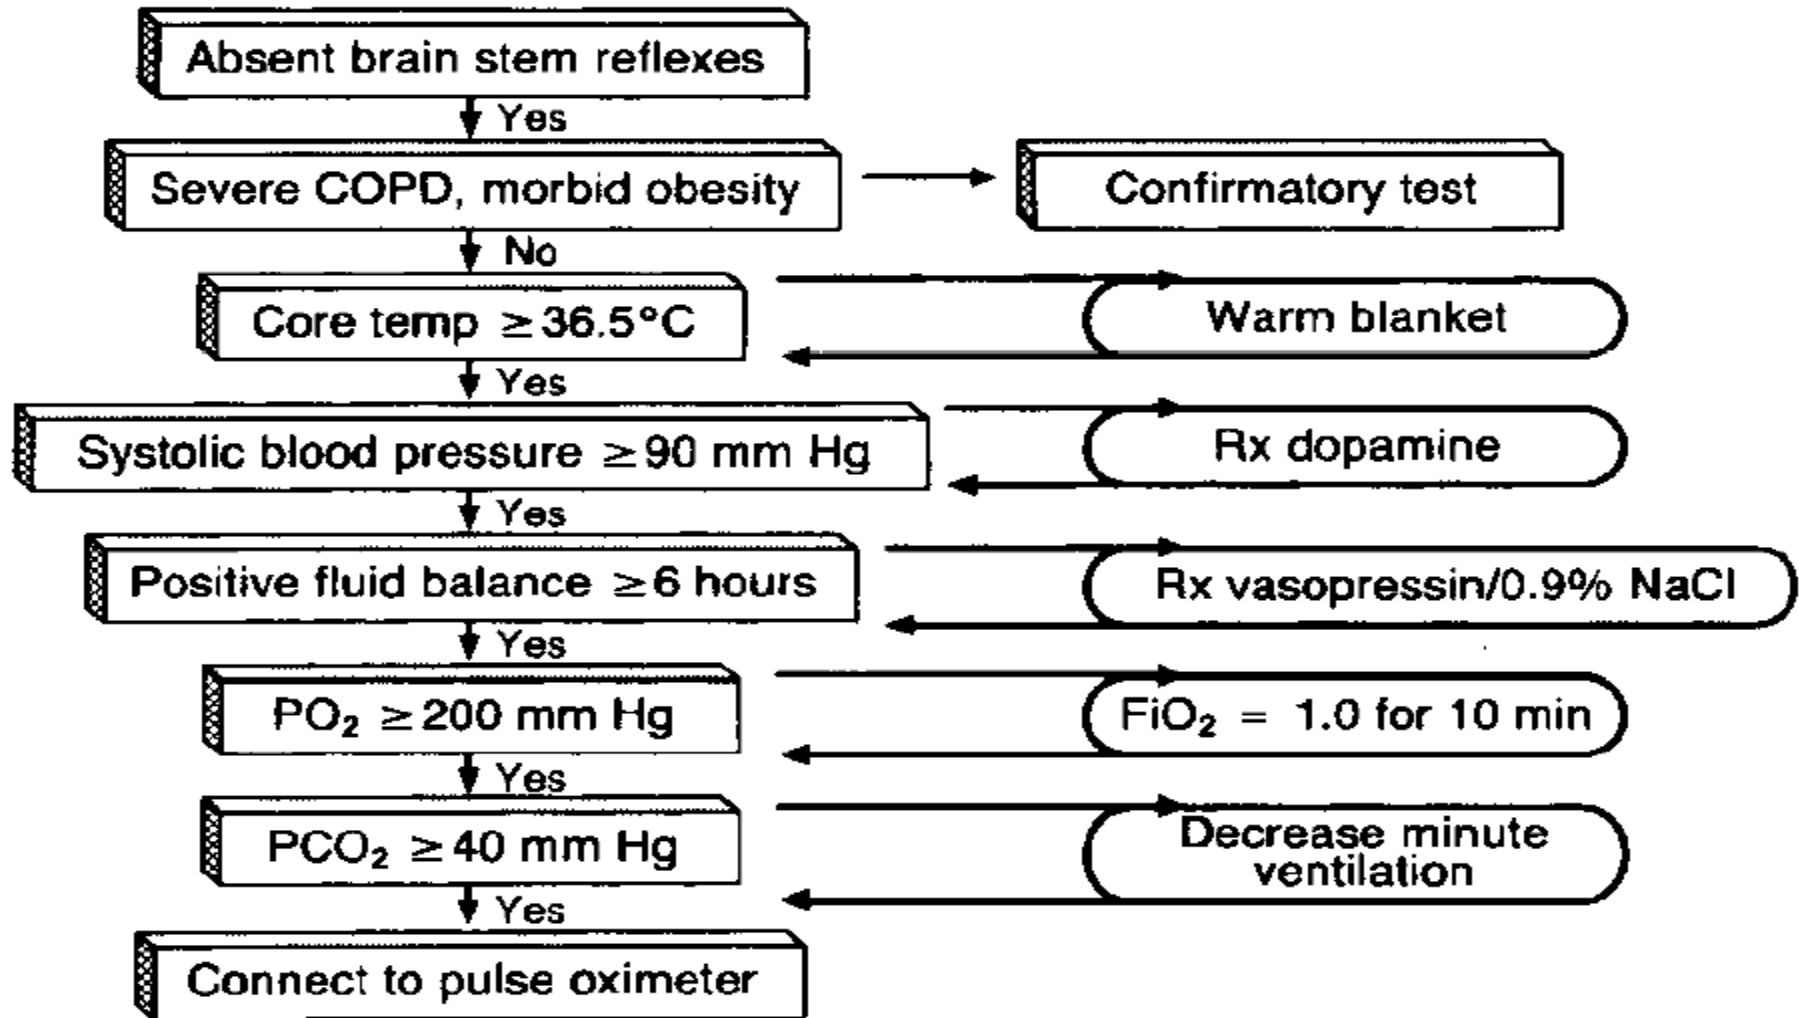 Absent brain stem reflexes
Yes
Severe COPD, morbid obesity
Confirmatory test
No
Core temp ≥36.5°C
Warm blanket
Yes
Systolic blood pressure ≥90 mm Hg
Rx dopamine
Yes
Positive fluid balance ≥6 hours
Rx vasopressin/0.9% NaCl
Yes
PO₂ ≥200 mm Hg
FiO₂ = 1.0 for 10 min
Yes
PCO₂ ≥40 mm Hg
Decrease minute
ventilation
Yes
Connect to pulse oximeter